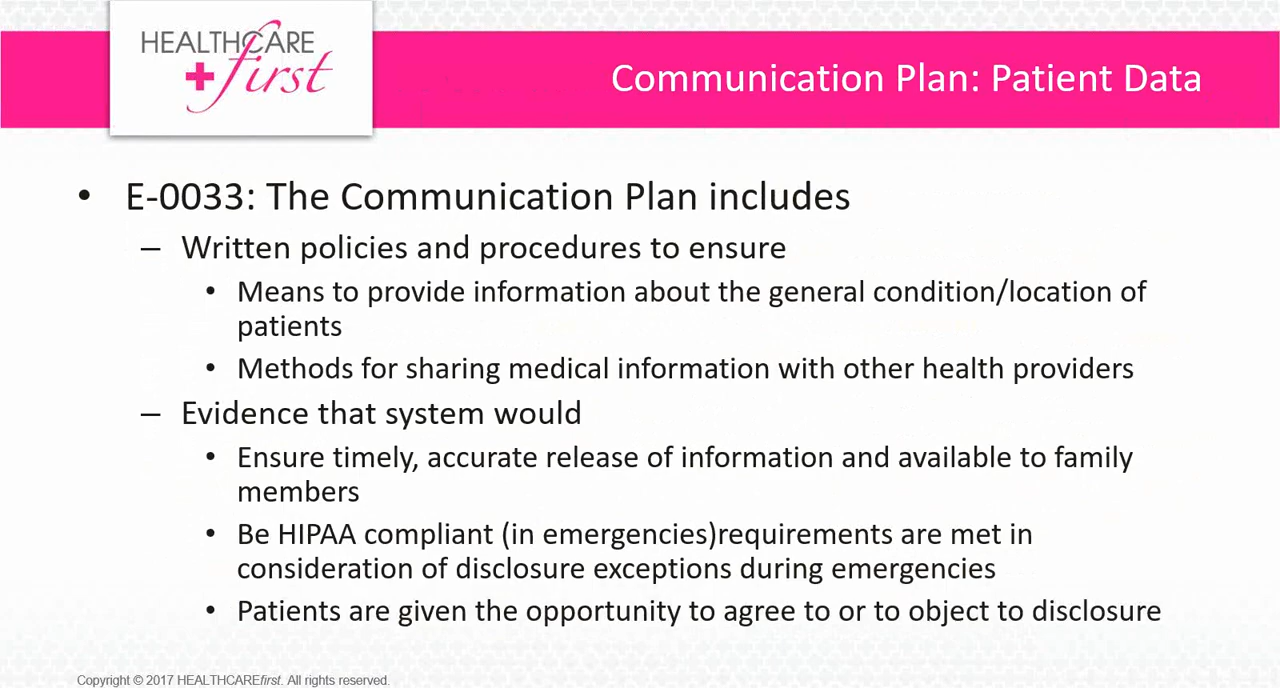 HEALTHCARE
first
Communication Plan: Patient Data
• E-0033: The Communication Plan includes
– Written policies and procedures to ensure
• Means to provide information about the general condition/location of
patients
• Methods for sharing medical information with other health providers
– Evidence that system would
• Ensure timely, accurate release of information and available to family
members
• Be HIPAA compliant (in emergencies)requirements are met in
consideration of disclosure exceptions during emergencies
• Patients are given the opportunity to agree to or to object to disclosure
Copyright © 2017 HEALTHCAREfirst. All rights reserved.